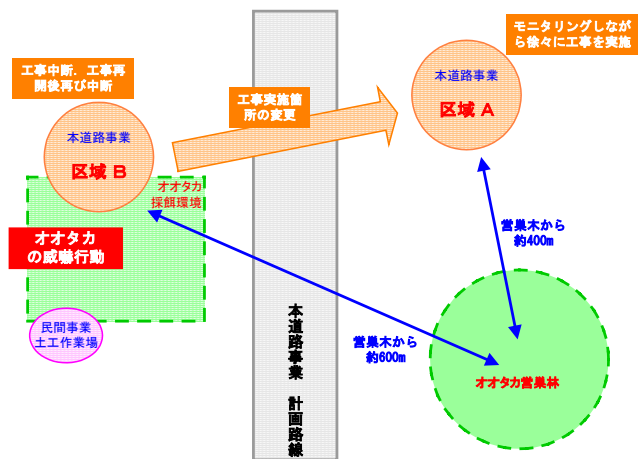 モニタリングしなが
ら徐々に工事を実施
工事中断．工事再
開後再び中断
本道路事業
区域 A
工事実施箇
所の変更
本道路事業
区域 B
オオタカ
採餌環境
オオタカ
の威嚇行動
営巣木から
約400m
民間事業
土工作業場
本道路事業　計画路線
営巣木から
約600m
オオタカ営巣林